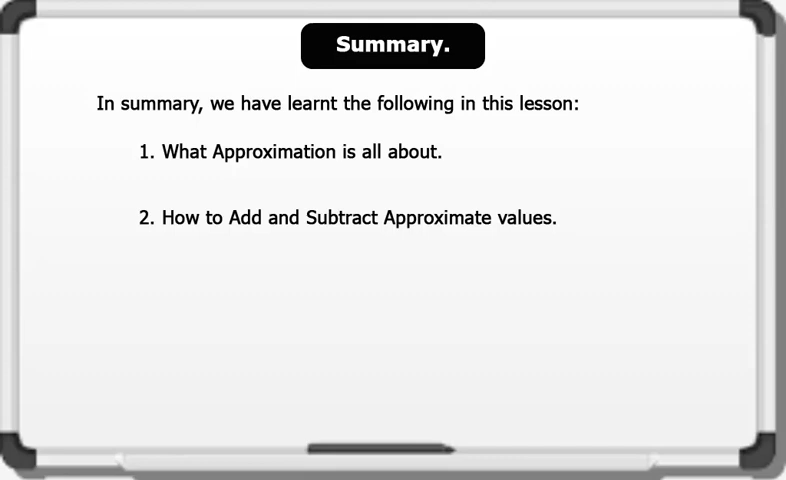 Summary.
In summary, we have learnt the following in this lesson:
1. What Approximation is all about.
2. How to Add and Subtract Approximate values.